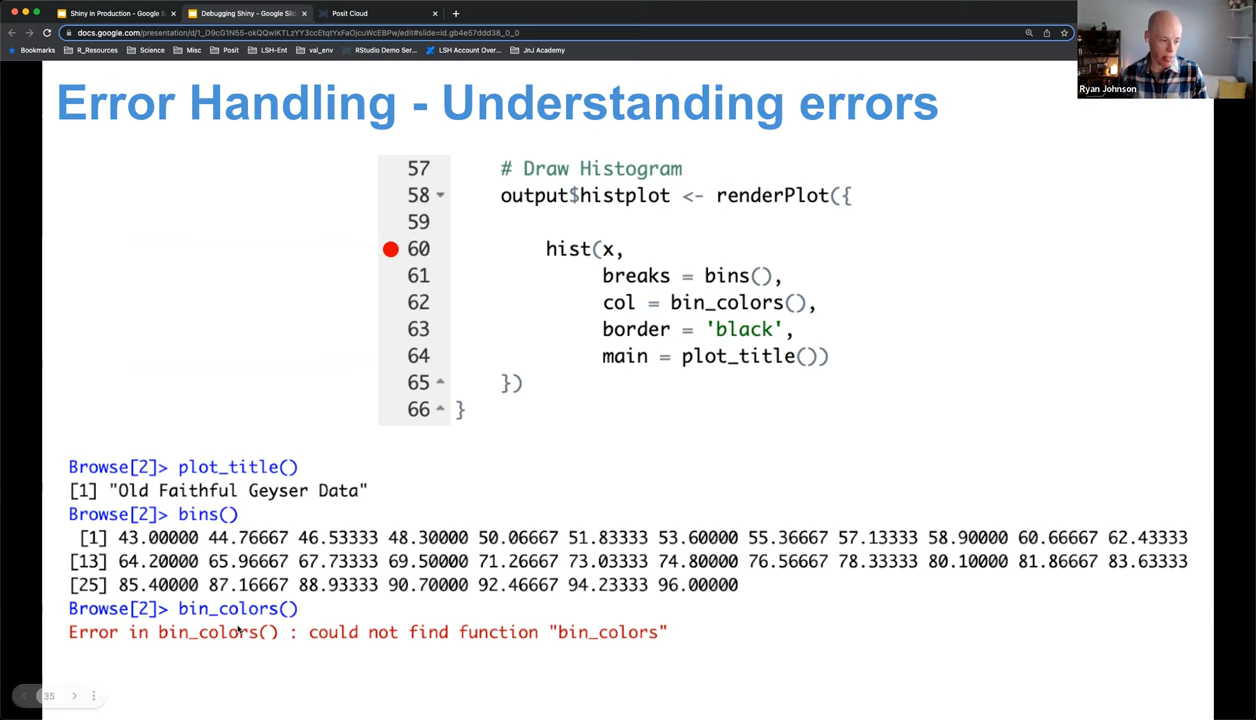 Shiny in Production - Google S
Debugging Shiny - Google Slid
Posit Cloud
docs.google.com/presentation/d/1_D9cG1N55-okQQwIKTLzYY3ccEtqtYxFaOjcuWcEBPw/edit#slide=id.gb4e57ddd38_0_0
Bookmarks
R_Resources
Science
Misc
Posit
LSH-Ent
val_env
RStudio Demo Ser...
LSH Account Over...
JnJ Academy
Ryan Johnson
Error Handling - Understanding errors
57 # Draw Histogram
58 output$histplot <- renderPlot({
59
60 hist(x,
61 breaks = bins(),
62 col = bin_colors(),
63 border = 'black',
64 main = plot_title())
65 })
66 }
Browse[2]> plot_title()
[1] "Old Faithful Geyser Data"
Browse[2]> bins()
[1] 43.00000 44.76667 46.53333 48.30000 50.06667 51.83333 53.60000 55.36667 57.13333 58.90000 60.66667 62.43333
[13] 64.20000 65.96667 67.73333 69.50000 71.26667 73.03333 74.80000 76.56667 78.33333 80.10000 81.86667 83.63333
[25] 85.40000 87.16667 88.93333 90.70000 92.46667 94.23333 96.00000
Browse[2]> bin_colors()
Error in bin_colors() : could not find function "bin_colors"
35